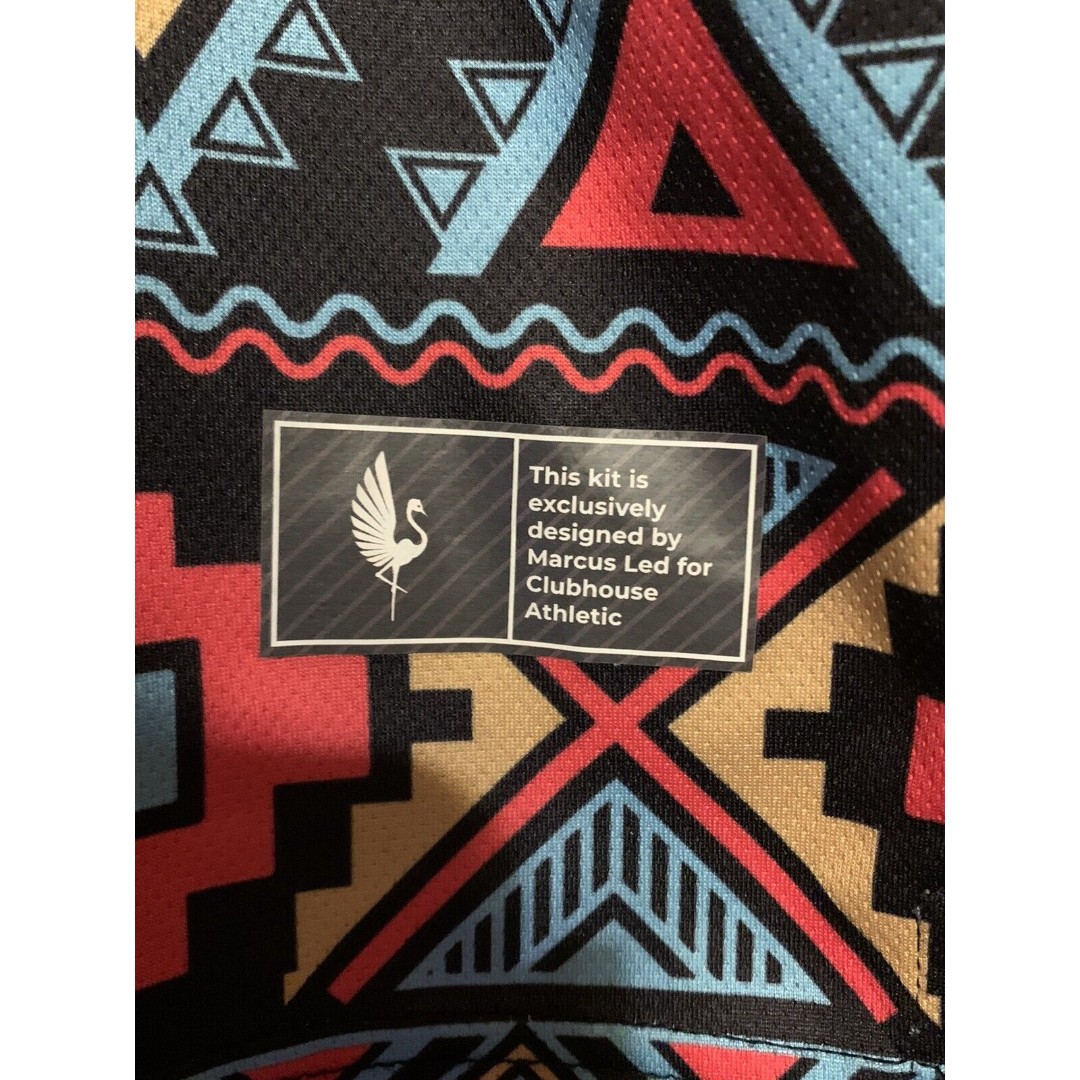 This kit is
exclusively
designed by
Marcus Led for
Clubhouse
Athletic